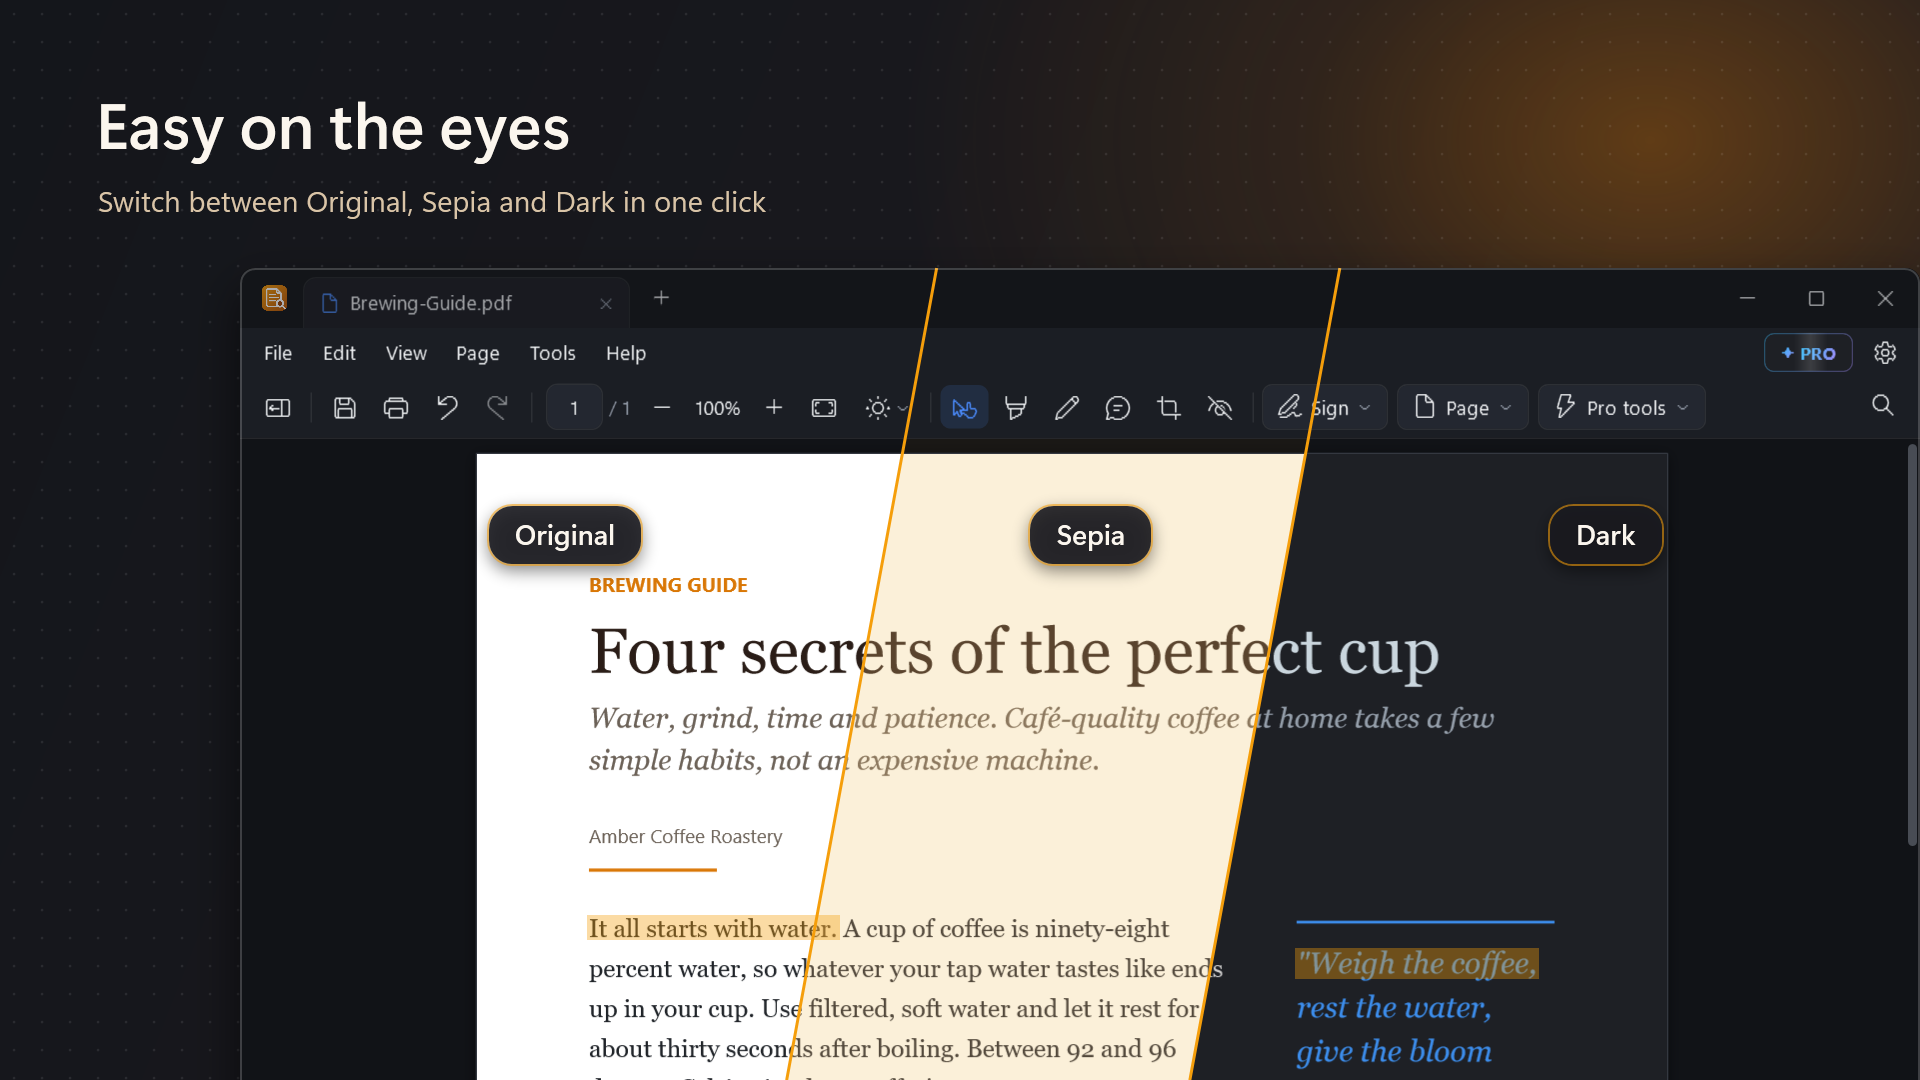 Easy on the eyes
Switch between Original, Sepia and Dark in one click
Brewing-Guide.pdf
File Edit View Page Tools Help
PRO
1 / 1 100% Sign Page Pro tools
Original Sepia Dark
BREWING GUIDE
Four secrets of the perfect cup
Water, grind, time and patience. Café-quality coffee at home takes a few
simple habits, not an expensive machine.
Amber Coffee Roastery
It all starts with water. A cup of coffee is ninety-eight
percent water, so whatever your tap water tastes like ends
up in your cup. Use filtered, soft water and let it rest for
about thirty seconds after boiling. Between 92 and 96
"Weigh the coffee,
rest the water,
give the bloom